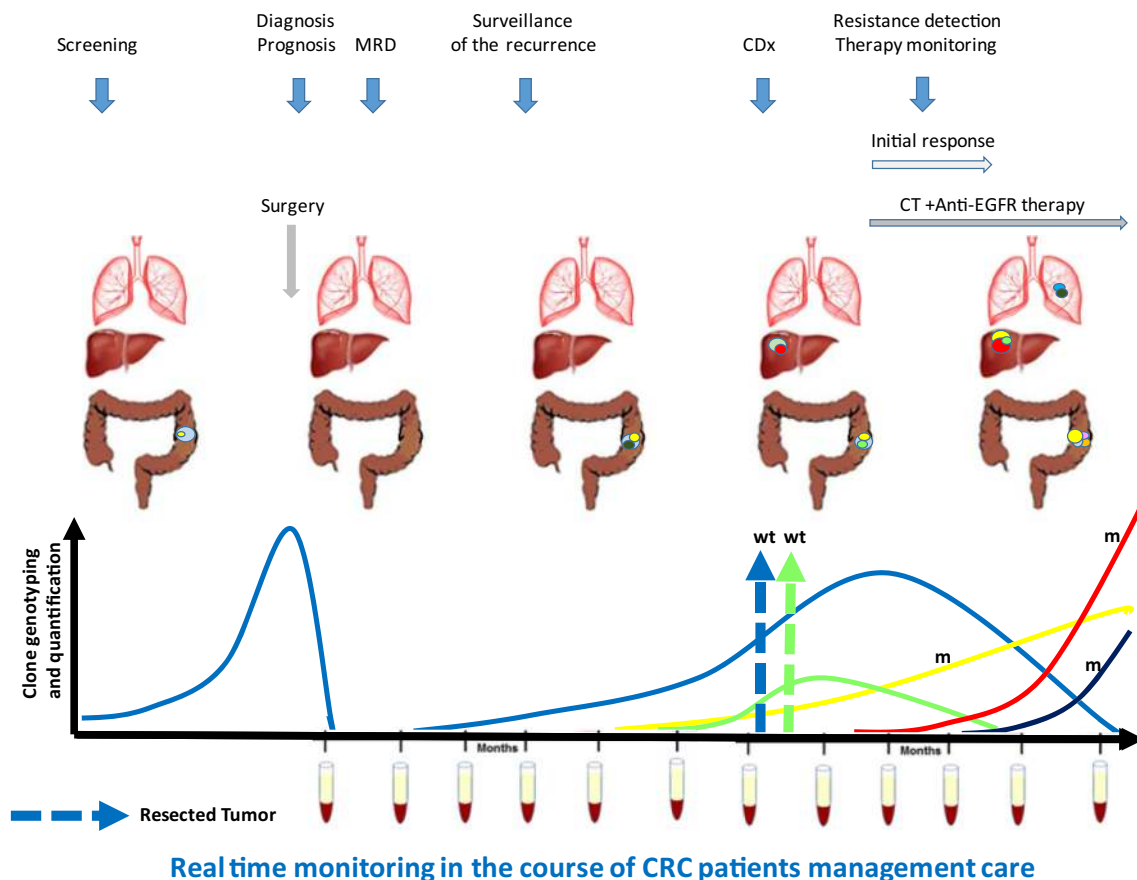 Screening
Diagnosis
Prognosis
MRD
Surveillance
of the recurrence
CDx
Resistance detection
Therapy monitoring
Initial response
Surgery
CT +Anti-EGFR therapy
Clone genotyping
and quantification
wt
wt
m
m
m
Months
Months
Resected Tumor
Real time monitoring in the course of CRC patients management care